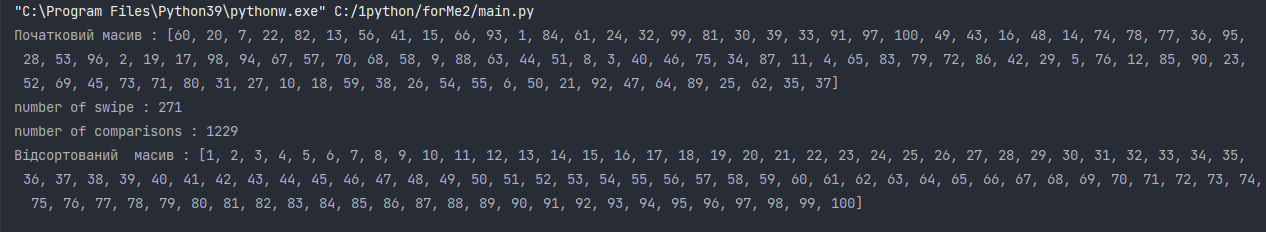 "C:\Program Files\Python39\pythonw.exe" C:/1python/forMe2/main.py
Початковий масив : [60, 20, 7, 22, 82, 13, 56, 41, 15, 66, 93, 1, 84, 61, 24, 32, 99, 81, 30, 39, 33, 91, 97, 100, 49, 43, 16, 48, 14, 74, 78, 77, 36, 95,
28, 53, 96, 2, 19, 17, 98, 94, 67, 57, 70, 68, 58, 9, 88, 63, 44, 51, 8, 3, 40, 46, 75, 34, 87, 11, 4, 65, 83, 79, 72, 86, 42, 29, 5, 76, 12, 85, 90, 23,
52, 69, 45, 73, 71, 80, 31, 27, 10, 18, 59, 38, 26, 54, 55, 6, 50, 21, 92, 47, 64, 89, 25, 62, 35, 37]
number of swipe : 271
number of comparisons : 1229
Відсортований  масив : [1, 2, 3, 4, 5, 6, 7, 8, 9, 10, 11, 12, 13, 14, 15, 16, 17, 18, 19, 20, 21, 22, 23, 24, 25, 26, 27, 28, 29, 30, 31, 32, 33, 34, 35,
36, 37, 38, 39, 40, 41, 42, 43, 44, 45, 46, 47, 48, 49, 50, 51, 52, 53, 54, 55, 56, 57, 58, 59, 60, 61, 62, 63, 64, 65, 66, 67, 68, 69, 70, 71, 72, 73, 74,
75, 76, 77, 78, 79, 80, 81, 82, 83, 84, 85, 86, 87, 88, 89, 90, 91, 92, 93, 94, 95, 96, 97, 98, 99, 100]